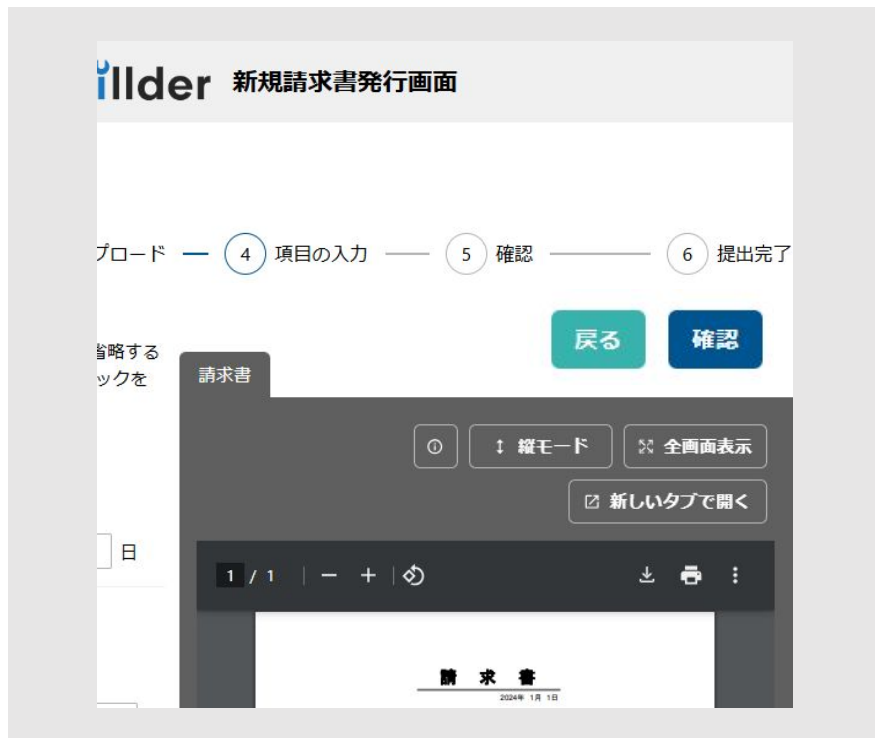 illder 新規請求書発行画面
プロード 4 項目の入力 5 確認 6 提出完了
戻る 確認
省略する
ックを
請求書
縦モード 全画面表示
新しいタブで開く
日
1 / 1
請 求 書
2024年 1月 1日